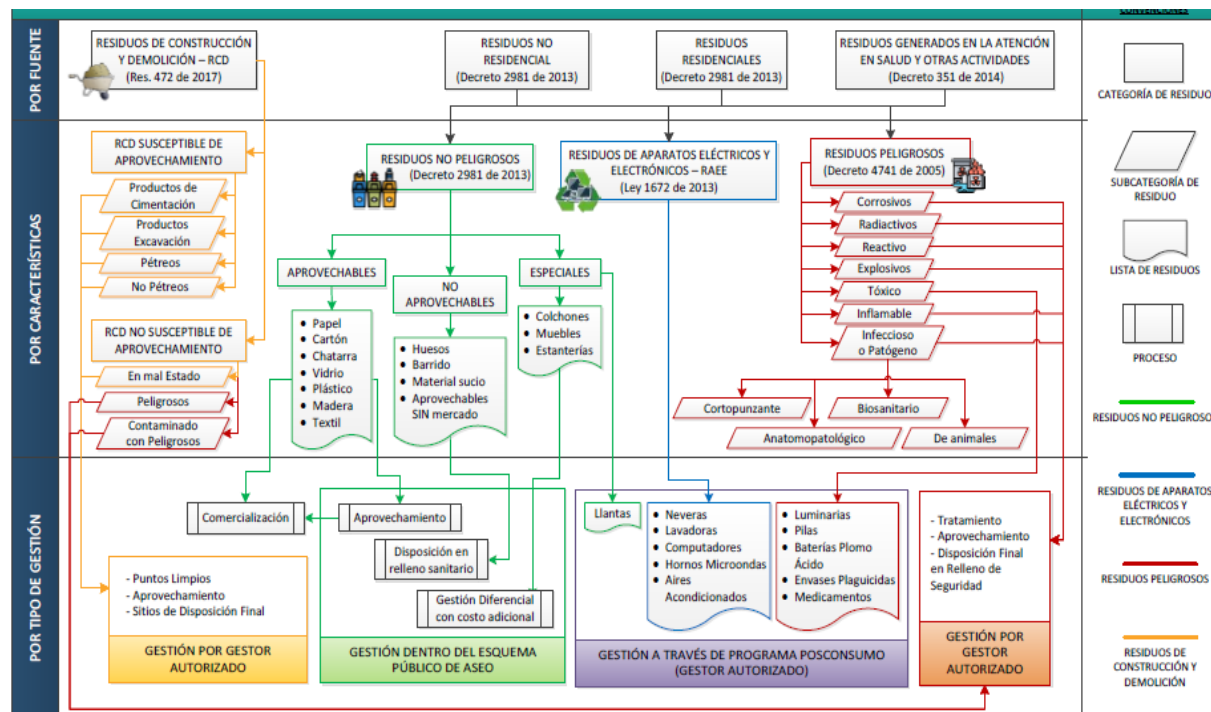 CONVENCIONES
POR FUENTE
RESIDUOS DE CONSTRUCCIÓN
Y DEMOLICIÓN – RCD
(Res. 472 de 2017)
RESIDUOS NO
RESIDENCIAL
(Decreto 2981 de 2013)
RESIDUOS
RESIDENCIALES
(Decreto 2981 de 2013)
RESIDUOS GENERADOS EN LA ATENCIÓN
EN SALUD Y OTRAS ACTIVIDADES
(Decreto 351 de 2014)
CATEGORÍA DE RESIDUO
POR CARACTERÍSTICAS
RCD SUSCEPTIBLE DE
APROVECHAMIENTO
Productos de
Cimentación
Productos
Excavación
Pétreos
No Pétreos
RCD NO SUSCEPTIBLE DE
APROVECHAMIENTO
En mal Estado
Peligrosos
Contaminado
con Peligrosos
RESIDUOS NO PELIGROSOS
(Decreto 2981 de 2013)
APROVECHABLES
• Papel
• Cartón
• Chatarra
• Vidrio
• Plástico
• Madera
• Textil
NO
APROVECHABLES
• Huesos
• Barrido
• Material sucio
• Aprovechables
SIN mercado
ESPECIALES
• Colchones
• Muebles
• Estanterías
RESIDUOS DE APARATOS ELÉCTRICOS Y
ELECTRÓNICOS – RAEE
(Ley 1672 de 2013)
RESIDUOS PELIGROSOS
(Decreto 4741 de 2005)
Corrosivos
Radiactivos
Reactivo
Explosivos
Tóxico
Inflamable
Infeccioso
o Patógeno
Cortopunzante
Biosanitario
Anatomopatológico
De animales
SUBCATEGORÍA DE
RESIDUO
LISTA DE RESIDUOS
PROCESO
RESIDUOS NO PELIGROSO
POR TIPO DE GESTIÓN
Comercialización
Aprovechamiento
Disposición en
relleno sanitario
Gestión Diferencial
con costo adicional
- Puntos Limpios
- Aprovechamiento
- Sitios de Disposición Final
GESTIÓN POR GESTOR
AUTORIZADO
GESTIÓN DENTRO DEL ESQUEMA
PÚBLICO DE ASEO
Llantas
• Neveras
• Lavadoras
• Computadores
• Hornos Microondas
• Aires
Acondicionados
• Luminarias
• Pilas
• Baterías Plomo
Ácido
• Envases Plaguicidas
• Medicamentos
GESTIÓN A TRAVÉS DE PROGRAMA POSCONSUMO
(GESTOR AUTORIZADO)
- Tratamiento
- Aprovechamiento
- Disposición Final
en Relleno de
Seguridad
GESTIÓN POR
GESTOR
AUTORIZADO
RESIDUOS DE APARATOS
ELÉCTRICOS Y
ELECTRÓNICOS
RESIDUOS PELIGROSOS
RESIDUOS DE
CONSTRUCCIÓN Y
DEMOLICIÓN